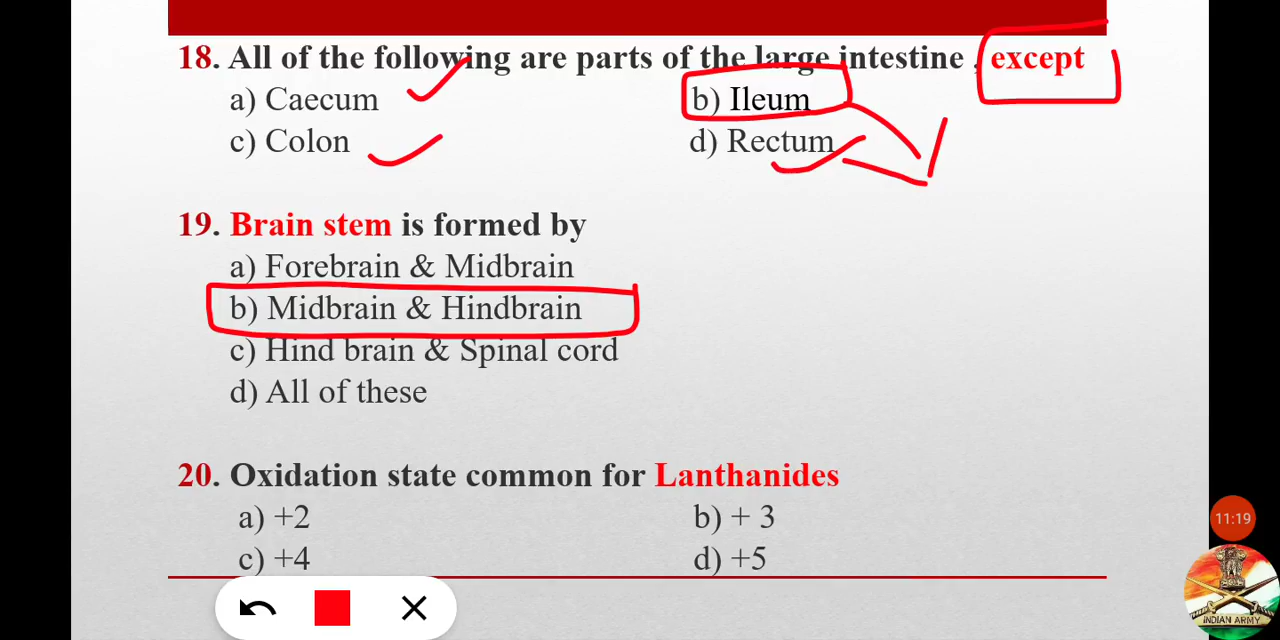 18. All of the following are parts of the large intestine , except
a) Caecum b) Ileum
c) Colon d) Rectum
19. Brain stem is formed by
a) Forebrain & Midbrain
b) Midbrain & Hindbrain
c) Hind brain & Spinal cord
d) All of these
20. Oxidation state common for Lanthanides
a) +2 b) + 3
c) +4 d) +5
11:19
INDIAN ARMY